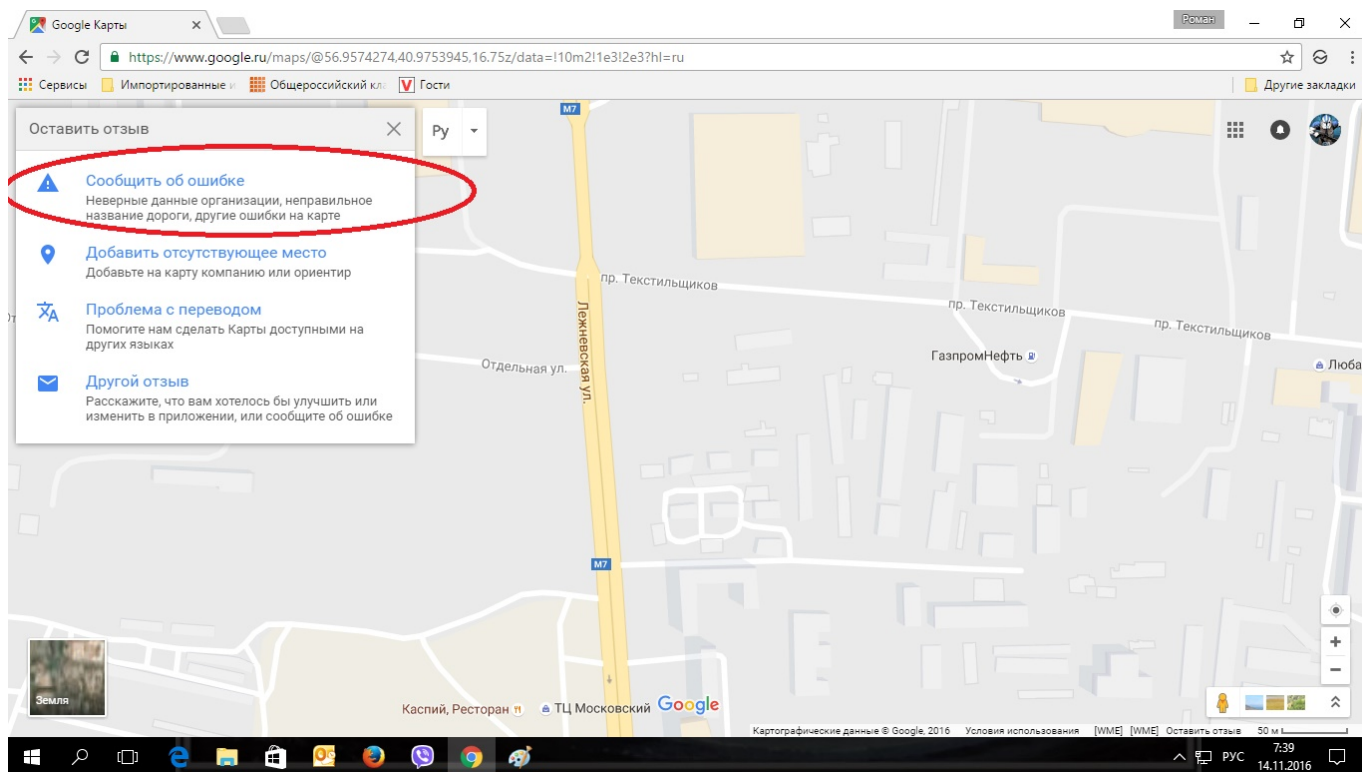 Google Карты
Роман
https://www.google.ru/maps/@56.9574274,40.9753945,16.75z/data=!10m2!1e3!2e3?hl=ru
Сервисы
Импортированные и
Общероссийский кла
Гости
Другие закладки
Оставить отзыв
Ру
Сообщить об ошибке
Неверные данные организации, неправильное
название дороги, другие ошибки на карте
Добавить отсутствующее место
Добавьте на карту компанию или ориентир
Проблема с переводом
Помогите нам сделать Карты доступными на
других языках
Другой отзыв
Расскажите, что вам хотелось бы улучшить или
изменить в приложении, или сообщите об ошибке
M7
пр. Текстильщиков
пр. Текстильщиков
пр. Текстильщиков
Лежневская ул.
Отдельная ул.
ГазпромНефть
Люба
M7
Земля
Каспий, Ресторан
ТЦ Московский
Google
Картографические данные © Google, 2016
Условия использования
[WME] [WME]
Оставить отзыв
50 м
РУС
7:39
14.11.2016